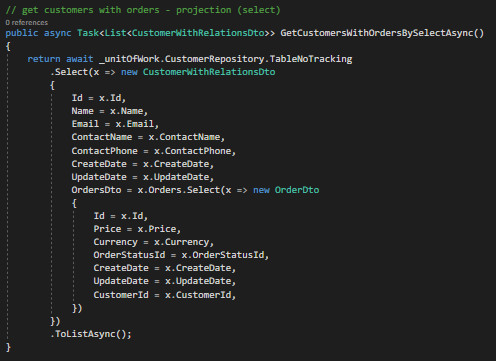 // get customers with orders - projection (select)
0 references
public async Task<List<CustomerWithRelationsDto>> GetCustomersWithOrdersBySelectAsync()
{
    return await _unitOfWork.CustomerRepository.TableNoTracking
        .Select(x => new CustomerWithRelationsDto
        {
            Id = x.Id,
            Name = x.Name,
            Email = x.Email,
            ContactName = x.ContactName,
            ContactPhone = x.ContactPhone,
            CreateDate = x.CreateDate,
            UpdateDate = x.UpdateDate,
            OrdersDto = x.Orders.Select(x => new OrderDto
            {
                Id = x.Id,
                Price = x.Price,
                Currency = x.Currency,
                OrderStatusId = x.OrderStatusId,
                CreateDate = x.CreateDate,
                UpdateDate = x.UpdateDate,
                CustomerId = x.CustomerId,
            })
        })
        .ToListAsync();
}